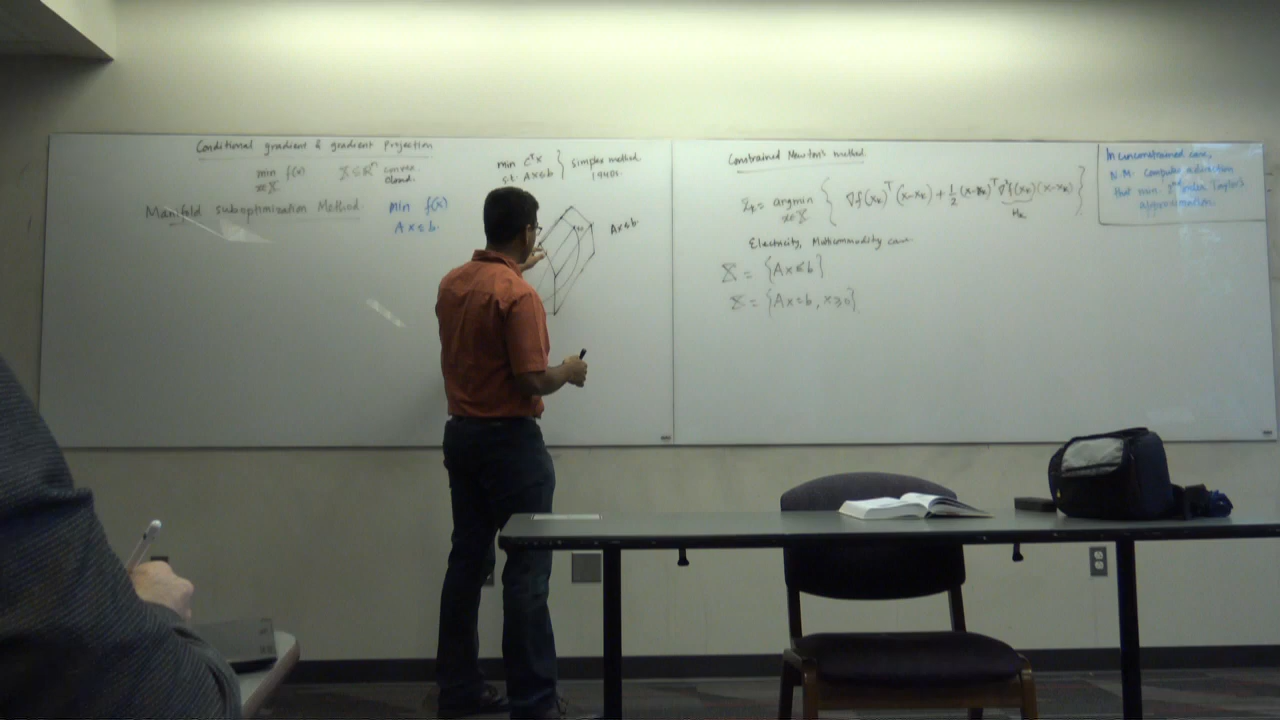 Conditional gradient & gradient Projection
min f(x)   X ⊆ ℝⁿ convex
x∈X   closed.
Manifold suboptimization Method.
min f(x)
Ax≤b.
min cᵀx } Simplex method
s.t. Ax≤b } 1940s.
Ax≤b.
Constrained Newton's method.
x̄ₖ = argmin { ∇f(xₖ)ᵀ(x-xₖ) + ½(x-xₖ)ᵀ∇²f(xₖ)(x-xₖ) }
x∈X   Hₖ
Electricity, Multicommodity case.
X = {Ax≤b}
X = {Ax=b, x≥0}.
In unconstrained case,
N.M. computes a direction
that min. 2nd order Taylor's
approximation.